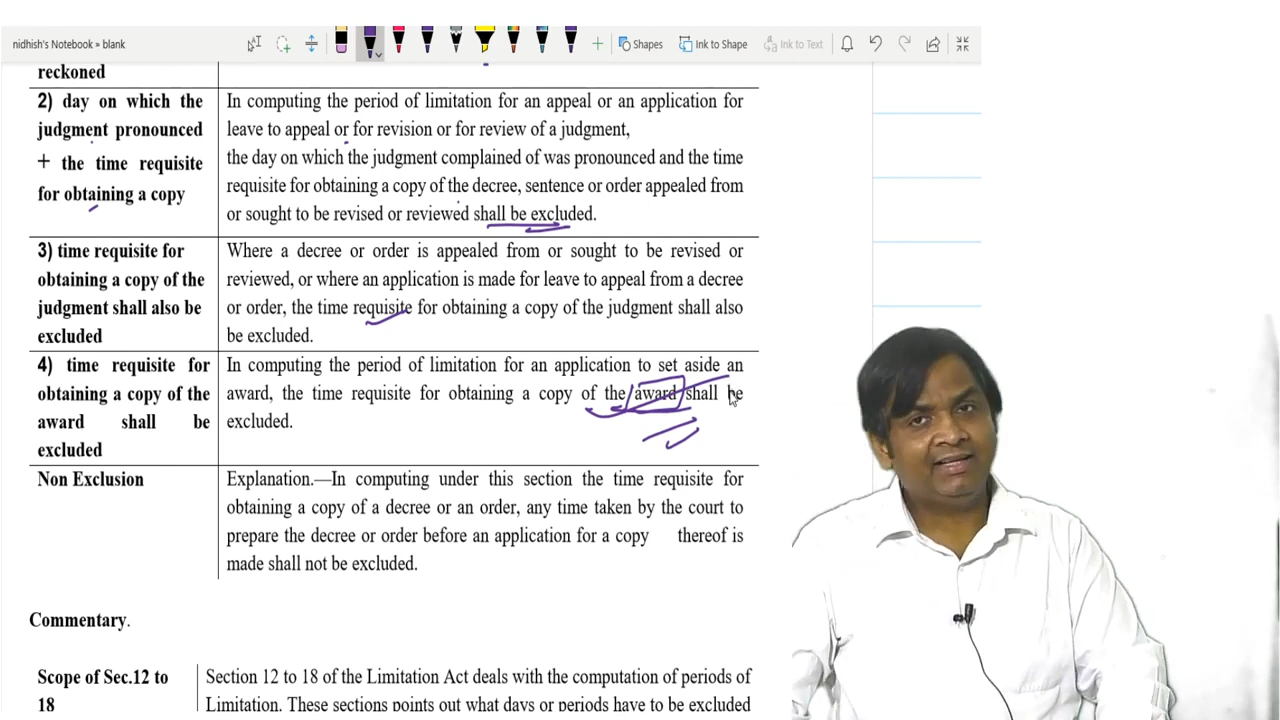 nidhish's Notebook » blank
Shapes
Ink to Shape
Ink to Text
reckoned
2) day on which the
judgment pronounced
+ the time requisite
for obtaining a copy
In computing the period of limitation for an appeal or an application for
leave to appeal or for revision or for review of a judgment,
the day on which the judgment complained of was pronounced and the time
requisite for obtaining a copy of the decree, sentence or order appealed from
or sought to be revised or reviewed shall be excluded.
3) time requisite for
obtaining a copy of the
judgment shall also be
excluded
Where a decree or order is appealed from or sought to be revised or
reviewed, or where an application is made for leave to appeal from a decree
or order, the time requisite for obtaining a copy of the judgment shall also
be excluded.
4) time requisite for
obtaining a copy of the
award shall be
excluded
In computing the period of limitation for an application to set aside an
award, the time requisite for obtaining a copy of the award shall be
excluded.
Non Exclusion
Explanation.—In computing under this section the time requisite for
obtaining a copy of a decree or an order, any time taken by the court to
prepare the decree or order before an application for a copy thereof is
made shall not be excluded.
Commentary.
Scope of Sec.12 to
18
Section 12 to 18 of the Limitation Act deals with the computation of periods of
Limitation. These sections points out what days or periods have to be excluded